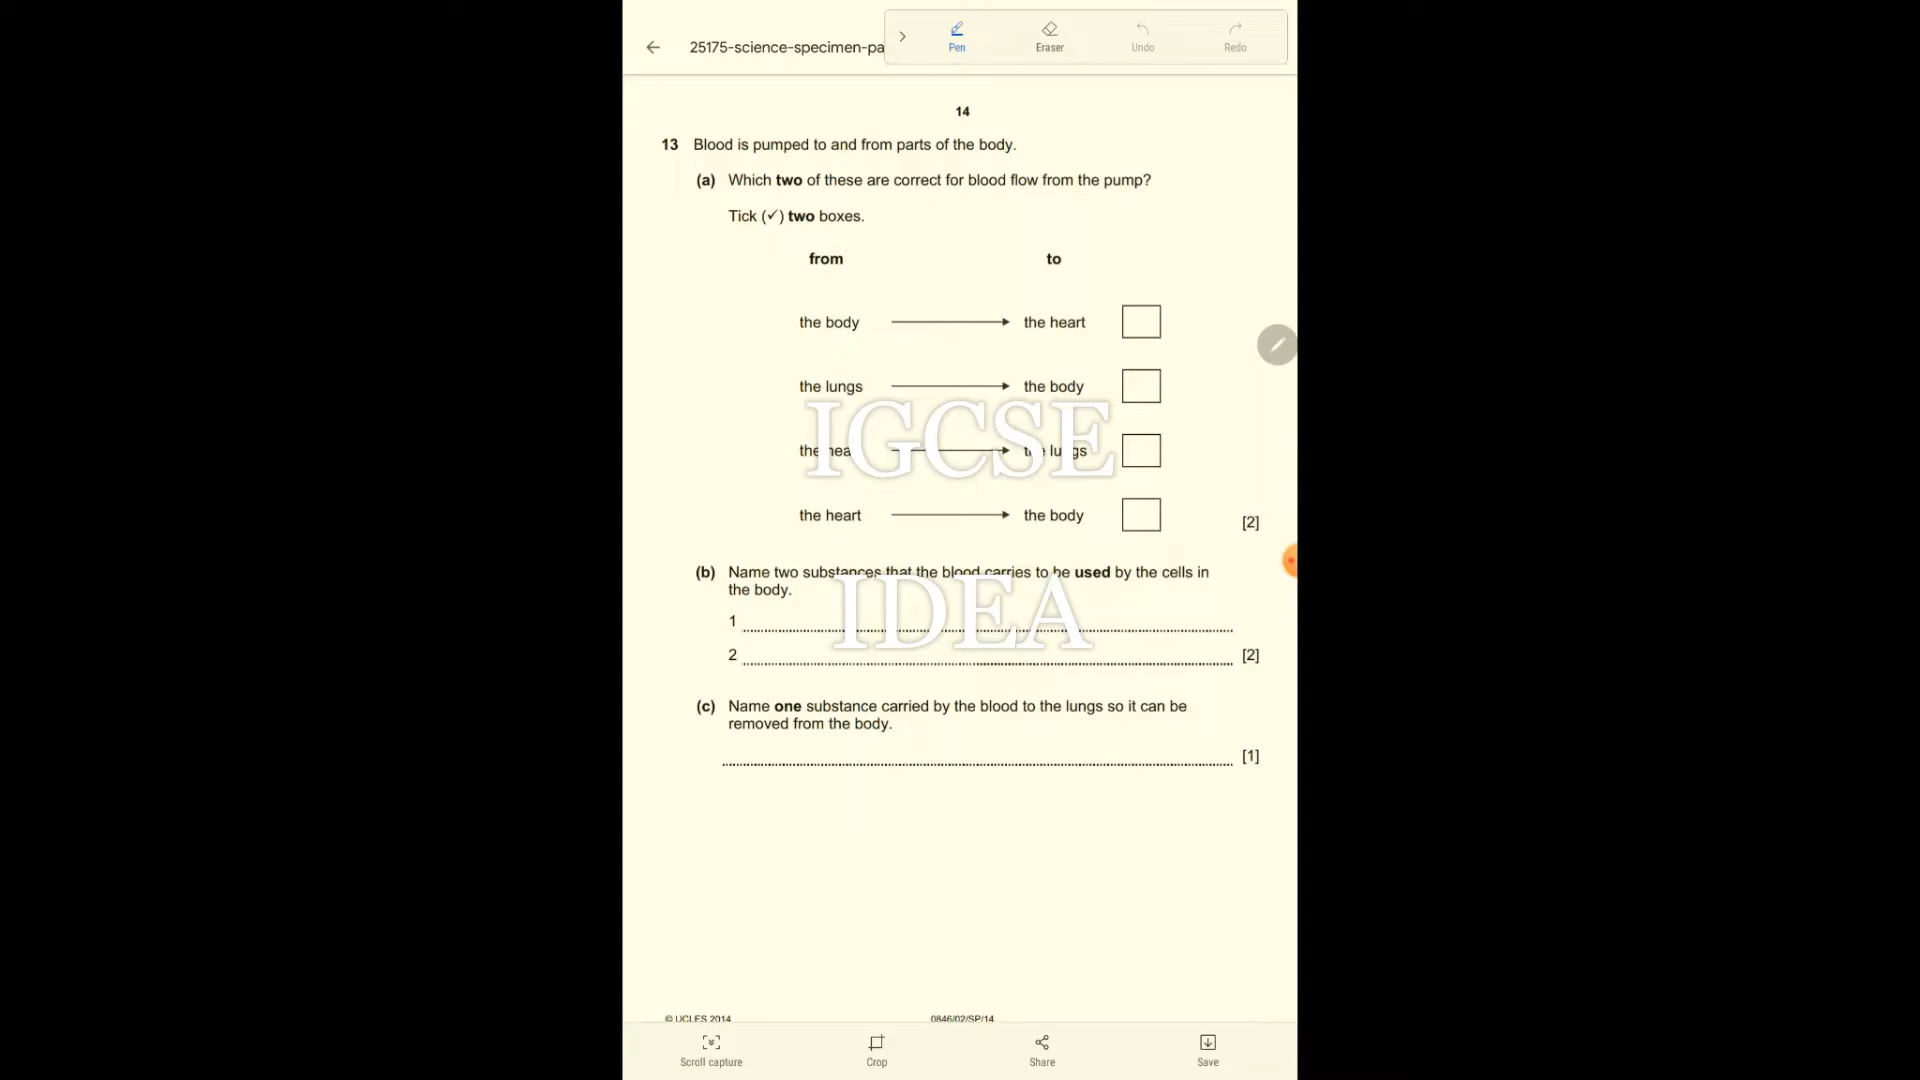 25175-science-specimen-pa
Pen
Eraser
Undo
Redo
14
13 Blood is pumped to and from parts of the body.
(a) Which two of these are correct for blood flow from the pump?
Tick (✓) two boxes.
from to
the body the heart
the lungs the body
IGCSE
the hea the lungs
the heart the body
[2]
(b) Name two substances that the blood carries to be used by the cells in
the body.
IDEA
1
2 [2]
(c) Name one substance carried by the blood to the lungs so it can be
removed from the body.
[1]
© UCLES 2014 0846/02/SP/14
Scroll capture
Crop
Share
Save